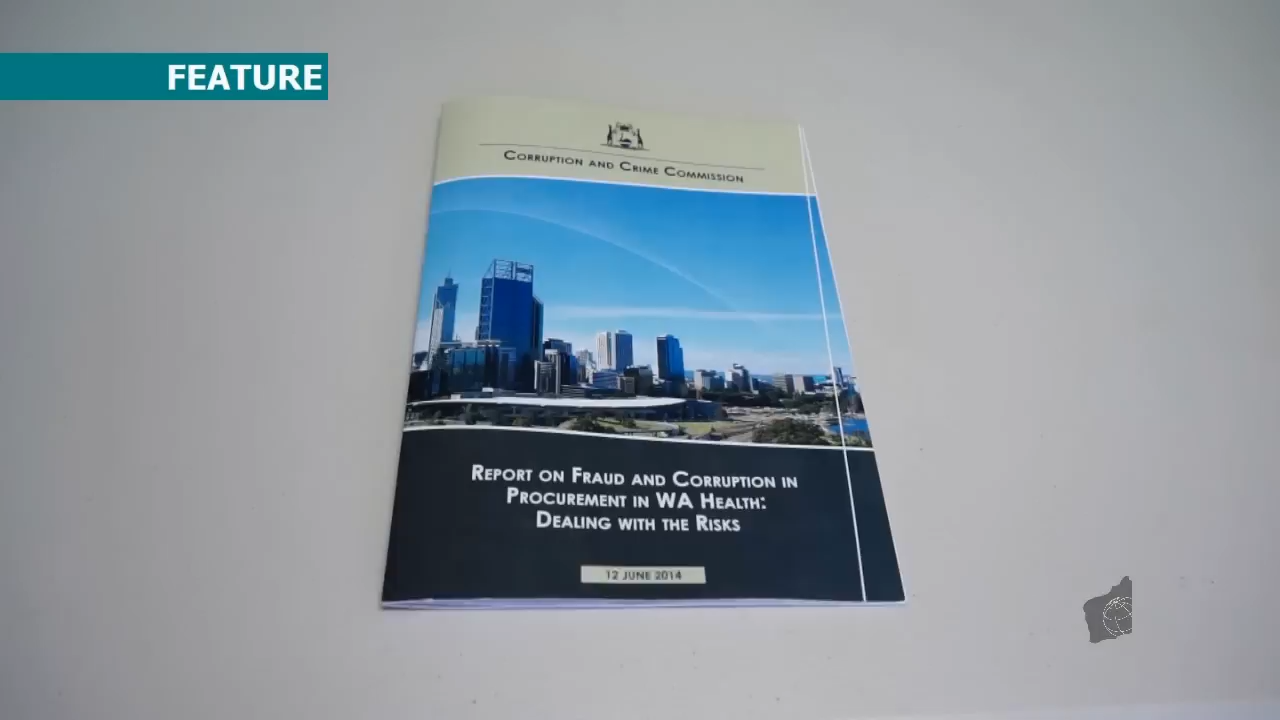 FEATURE
CORRUPTION AND CRIME COMMISSION
REPORT ON FRAUD AND CORRUPTION IN
PROCUREMENT IN WA HEALTH:
DEALING WITH THE RISKS
12 JUNE 2014